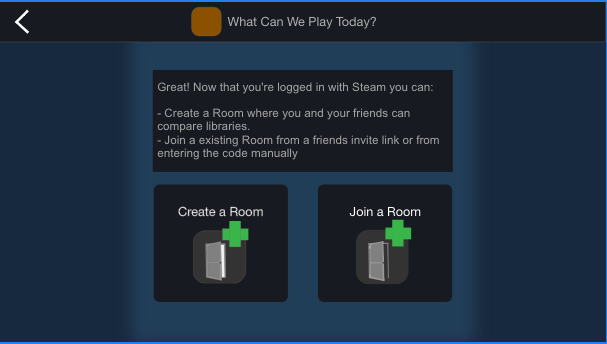 What Can We Play Today?
Great! Now that you're logged in with Steam you can:
- Create a Room where you and your friends can
compare libraries.
- Join a existing Room from a friends invite link or from
entering the code manually
Create a Room
Join a Room